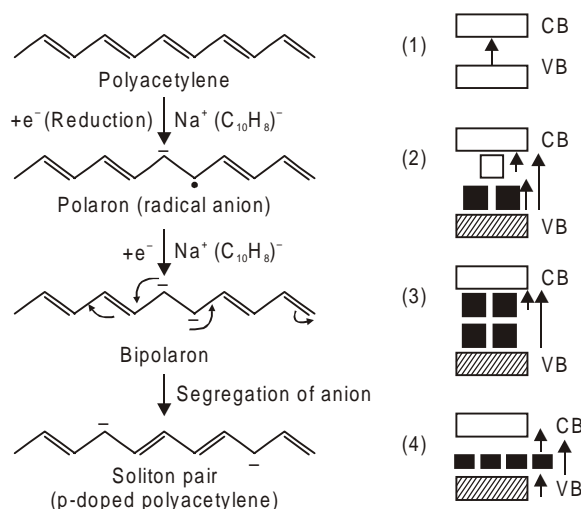 Polyacetylene
+e⁻ (Reduction) Na⁺ (C₁₀H₈)⁻
Polaron (radical anion)
+e⁻ Na⁺ (C₁₀H₈)⁻
Bipolaron
Segregation of anion
Soliton pair
(p-doped polyacetylene)
(1) CB
VB
(2) CB
VB
(3) CB
VB
(4) CB
VB